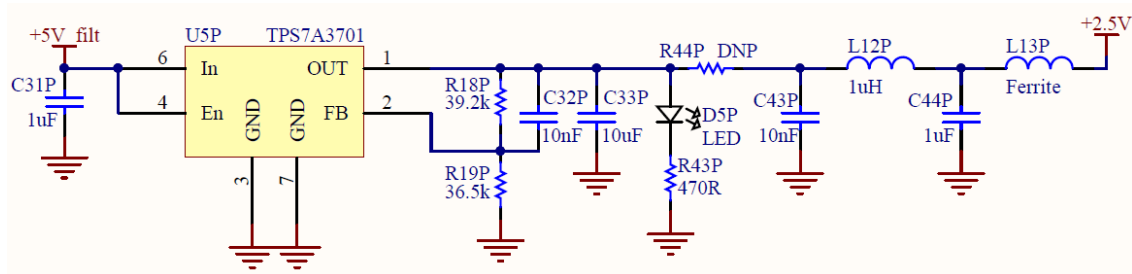 +5V_filt
C31P
1uF
U5P TPS7A3701
6 In
4 En
OUT 1
FB 2
GND
GND
3
7
R18P
39.2k
R19P
36.5k
C32P
10nF
C33P
10uF
R44P DNP
D5P
LED
R43P
470R
C43P
10nF
L12P
1uH
C44P
1uF
L13P
Ferrite
+2.5V